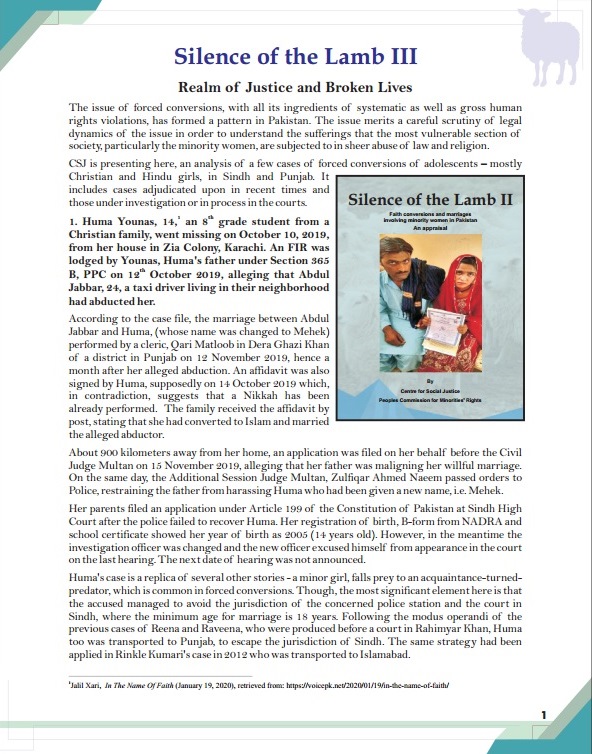 Silence of the Lamb III
Realm of Justice and Broken Lives
The issue of forced conversions, with all its ingredients of systematic as well as gross human
rights violations, has formed a pattern in Pakistan. The issue merits a careful scrutiny of legal
dynamics of the issue in order to understand the sufferings that the most vulnerable section of
society, particularly the minority women, are subjected to in sheer abuse of law and religion.
CSJ is presenting here, an analysis of a few cases of forced conversions of adolescents – mostly
Christian and Hindu girls, in Sindh and Punjab. It
includes cases adjudicated upon in recent times and
those under investigation or in process in the courts.
1. Huma Younas, 14,¹ an 8th grade student from a
Christian family, went missing on October 10, 2019,
from her house in Zia Colony, Karachi. An FIR was
lodged by Younas, Huma's father under Section 365
B, PPC on 12th October 2019, alleging that Abdul
Jabbar, 24, a taxi driver living in their neighborhood
had abducted her.
According to the case file, the marriage between Abdul
Jabbar and Huma, (whose name was changed to Mehek)
performed by a cleric, Qari Matloob in Dera Ghazi Khan
of a district in Punjab on 12 November 2019, hence a
month after her alleged abduction. An affidavit was also
signed by Huma, supposedly on 14 October 2019 which,
in contradiction, suggests that a Nikkah has been
already performed. The family received the affidavit by
post, stating that she had converted to Islam and married
the alleged abductor.
Silence of the Lamb II
Faith conversions and marriages
involving minority women in Pakistan
An appraisal
By
Centre for Social Justice
Peoples Commission for Minorities' Rights
About 900 kilometers away from her home, an application was filed on her behalf before the Civil
Judge Multan on 15 November 2019, alleging that her father was maligning her willful marriage.
On the same day, the Additional Session Judge Multan, Zulfiqar Ahmed Naeem passed orders to
Police, restraining the father from harassing Huma who had been given a new name, i.e. Mehek.
Her parents filed an application under Article 199 of the Constitution of Pakistan at Sindh High
Court after the police failed to recover Huma. Her registration of birth, B-form from NADRA and
school certificate showed her year of birth as 2005 (14 years old). However, in the meantime the
investigation officer was changed and the new officer excused himself from appearance in the court
on the last hearing. The next date of hearing was not announced.
Huma's case is a replica of several other stories - a minor girl, falls prey to an acquaintance-turned-
predator, which is common in forced conversions. Though, the most significant element here is that
the accused managed to avoid the jurisdiction of the concerned police station and the court in
Sindh, where the minimum age for marriage is 18 years. Following the modus operandi of the
previous cases of Reena and Raveena, who were produced before a court in Rahimyar Khan, Huma
too was transported to Punjab, to escape the jurisdiction of Sindh. The same strategy had been
applied in Rinkle Kumari's case in 2012 who was transported to Islamabad.
¹Jalil Xari, In The Name Of Faith (January 19, 2020), retrieved from: https://voicepk.net/2020/01/19/in-the-name-of-faith/
1